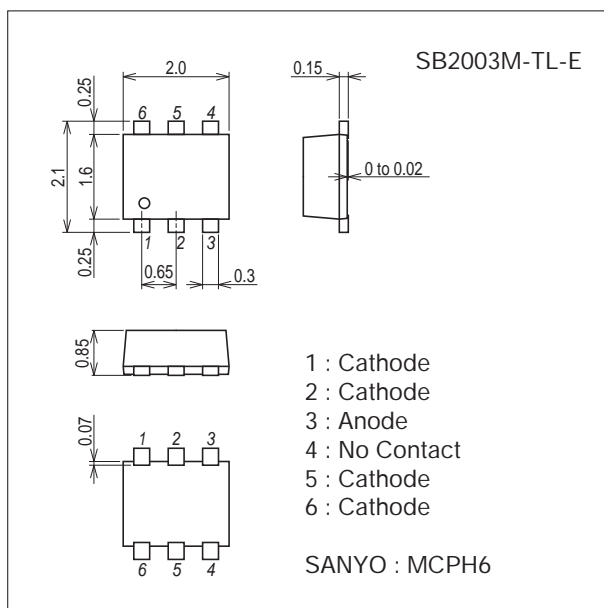 SB2003M-TL-E
2.0
0.15
0.25
6 5 4
2.1
1.6
0 to 0.02
0.25
1 2 3
0.65
0.3
0.85
1 : Cathode
2 : Cathode
3 : Anode
4 : No Contact
5 : Cathode
6 : Cathode
0.07
1 2 3
6 5 4
SANYO : MCPH6